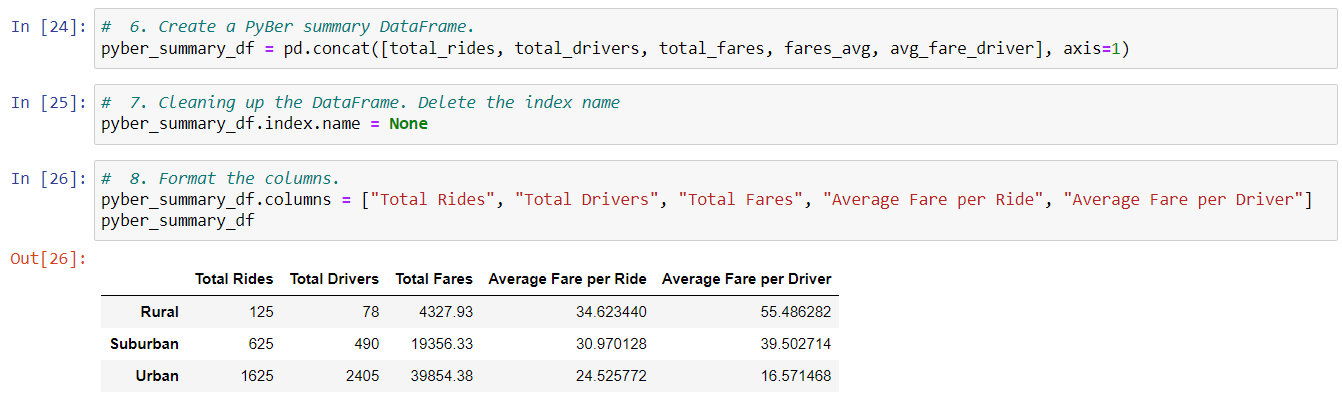 In [24]: #  6. Create a PyBer summary DataFrame.
pyber_summary_df = pd.concat([total_rides, total_drivers, total_fares, fares_avg, avg_fare_driver], axis=1)
In [25]: #  7. Cleaning up the DataFrame. Delete the index name
pyber_summary_df.index.name = None
In [26]: #  8. Format the columns.
pyber_summary_df.columns = ["Total Rides", "Total Drivers", "Total Fares", "Average Fare per Ride", "Average Fare per Driver"]
pyber_summary_df
Out[26]:
Total Rides Total Drivers Total Fares Average Fare per Ride Average Fare per Driver
Rural 125 78 4327.93 34.623440 55.486282
Suburban 625 490 19356.33 30.970128 39.502714
Urban 1625 2405 39854.38 24.525772 16.571468